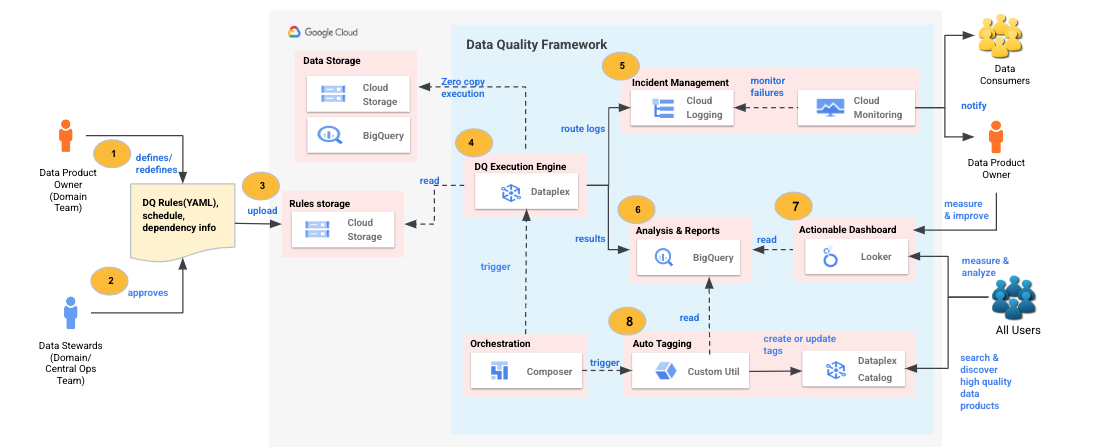 Google Cloud
Data Quality Framework
Data Storage
Cloud
Storage
BigQuery
Zero copy
execution
5
Incident Management
Cloud
Logging
monitor
failures
Cloud
Monitoring
Data
Consumers
notify
Data Product
Owner
1
defines/
redefines
Data Product
Owner
(Domain
Team)
DQ Rules(YAML),
schedule,
dependency info
3
upload
Rules storage
Cloud
Storage
read
4
DQ Execution Engine
Dataplex
route logs
results
6
Analysis & Reports
BigQuery
read
7
Actionable Dashboard
Looker
measure
& improve
measure &
analyze
All Users
2
approves
Data Stewards
(Domain/
Central Ops
Team)
trigger
Orchestration
Composer
trigger
8
Auto Tagging
Custom Util
read
create or update
tags
Dataplex
Catalog
search &
discover
high quality
data
products